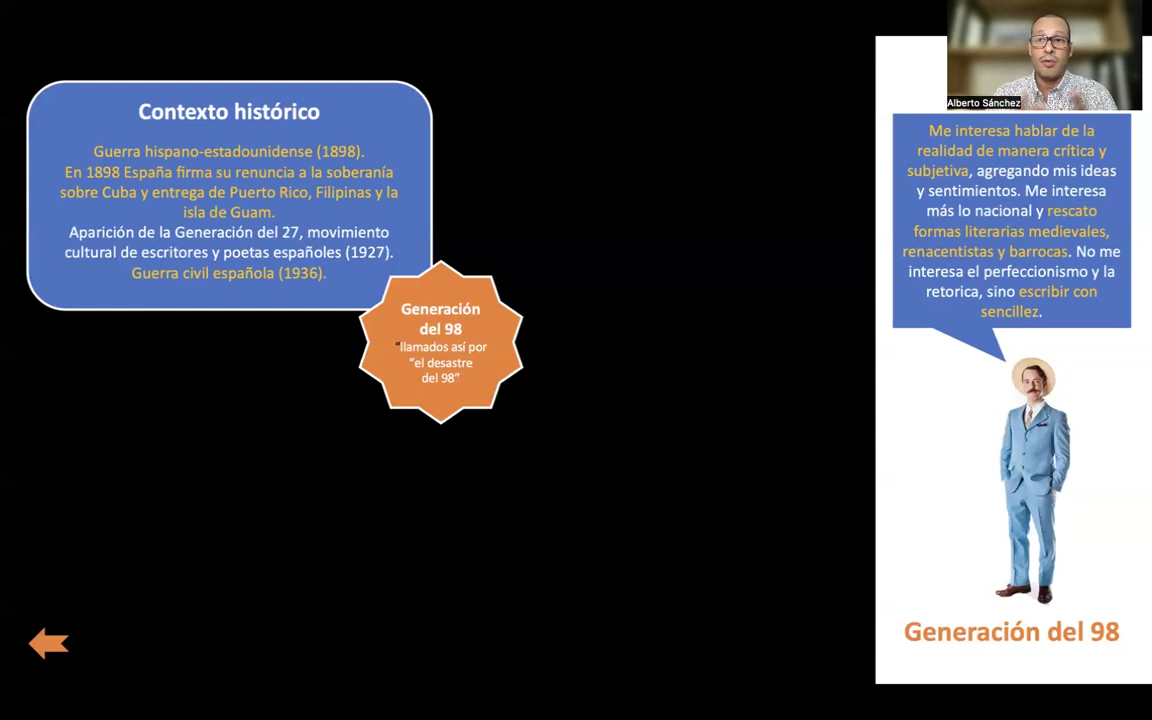 Contexto histórico
Guerra hispano-estadounidense (1898).
En 1898 España firma su renuncia a la soberanía
sobre Cuba y entrega de Puerto Rico, Filipinas y la
isla de Guam.
Aparición de la Generación del 27, movimiento
cultural de escritores y poetas españoles (1927).
Guerra civil española (1936).
Generación
del 98
“llamados así por
“el desastre
del 98”
Alberto Sánchez
Me interesa hablar de la
realidad de manera crítica y
subjetiva, agregando mis ideas
y sentimientos. Me interesa
más lo nacional y rescato
formas literarias medievales,
renacentistas y barrocas. No me
interesa el perfeccionismo y la
retorica, sino escribir con
sencillez.
Generación del 98